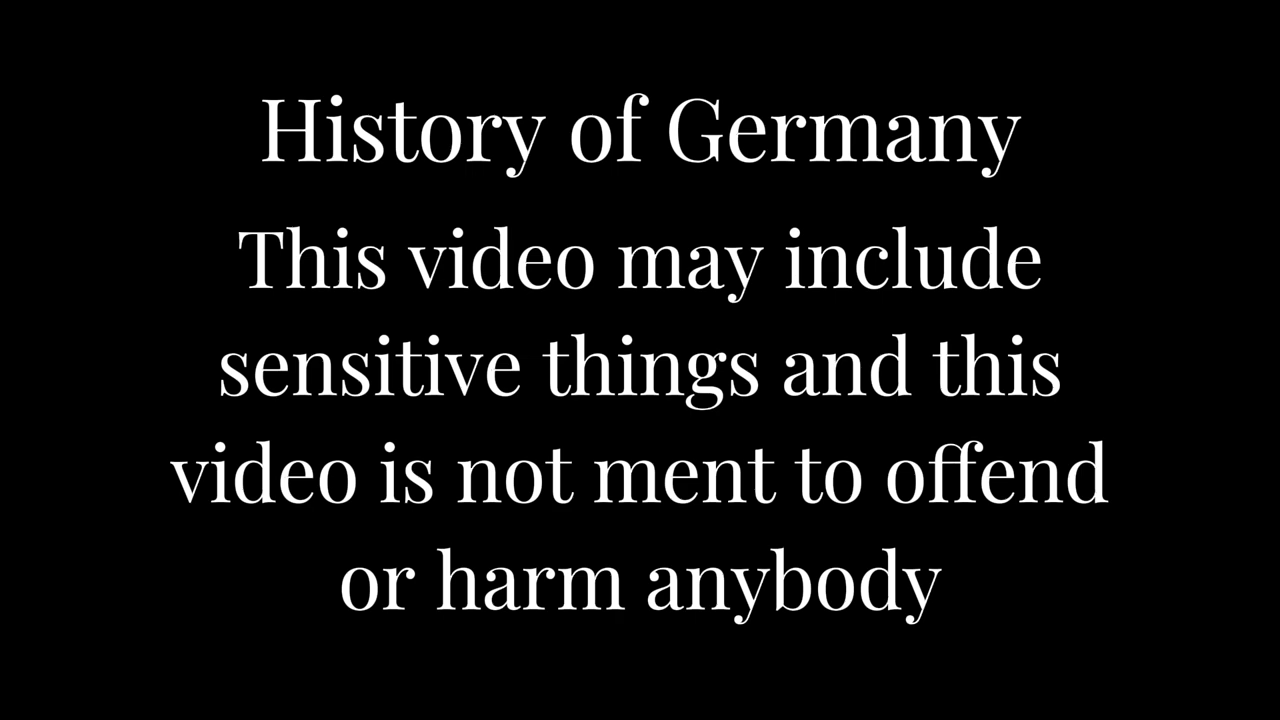 History of Germany
This video may include
sensitive things and this
video is not ment to offend
or harm anybody